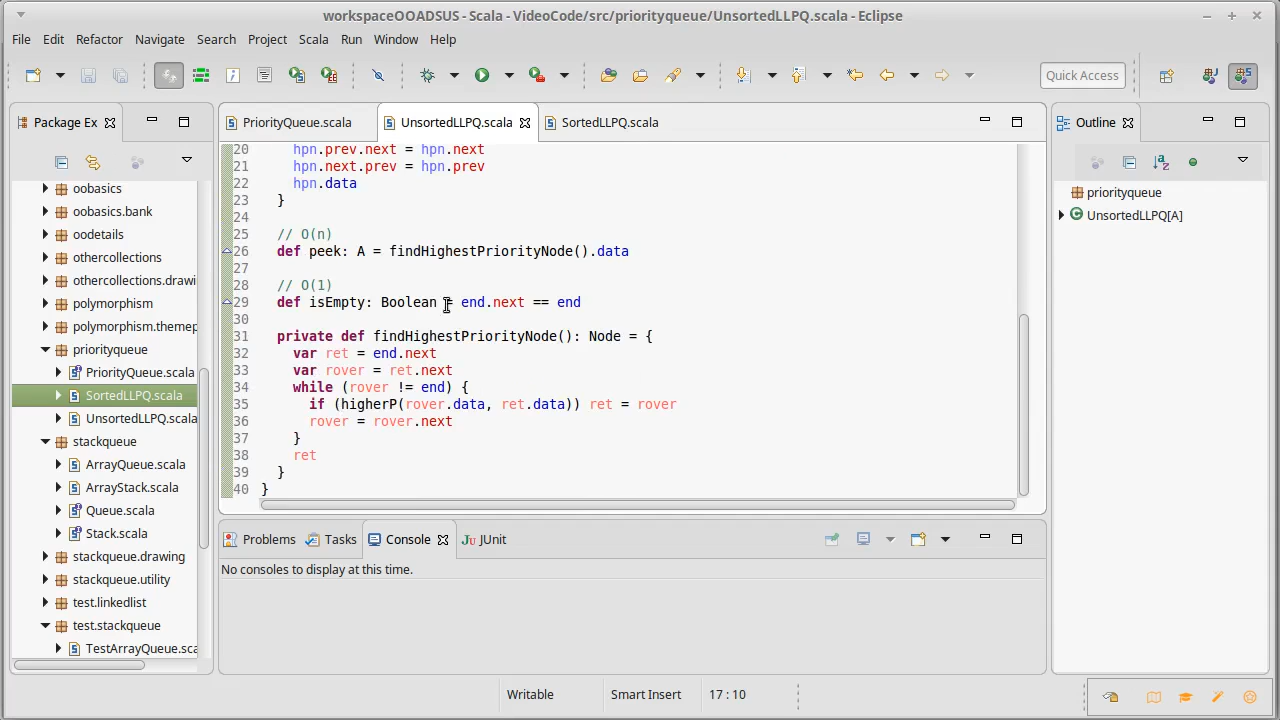 workspaceOOADSUS - Scala - VideoCode/src/priorityqueue/UnsortedLLPQ.scala - Eclipse
File Edit Refactor Navigate Search Project Scala Run Window Help
Quick Access
Package Ex
PriorityQueue.scala
UnsortedLLPQ.scala
SortedLLPQ.scala
Outline
oobasics
oobasics.bank
oodetails
othercollections
othercollections.drawi
polymorphism
polymorphism.themep
priorityqueue
PriorityQueue.scala
SortedLLPQ.scala
UnsortedLLPQ.scala
stackqueue
ArrayQueue.scala
ArrayStack.scala
Queue.scala
Stack.scala
stackqueue.drawing
stackqueue.utility
test.linkedlist
test.stackqueue
TestArrayQueue.sca
20 hpn.prev.next = hpn.next
21 hpn.next.prev = hpn.prev
22 hpn.data
23 }
24
25 // O(n)
26 def peek: A = findHighestPriorityNode().data
27
28 // O(1)
29 def isEmpty: Boolean = end.next == end
30
31 private def findHighestPriorityNode(): Node = {
32 var ret = end.next
33 var rover = ret.next
34 while (rover != end) {
35 if (higherP(rover.data, ret.data)) ret = rover
36 rover = rover.next
37 }
38 ret
39 }
40 }
priorityqueue
UnsortedLLPQ[A]
Problems Tasks Console JUnit
No consoles to display at this time.
Writable Smart Insert 17 : 10